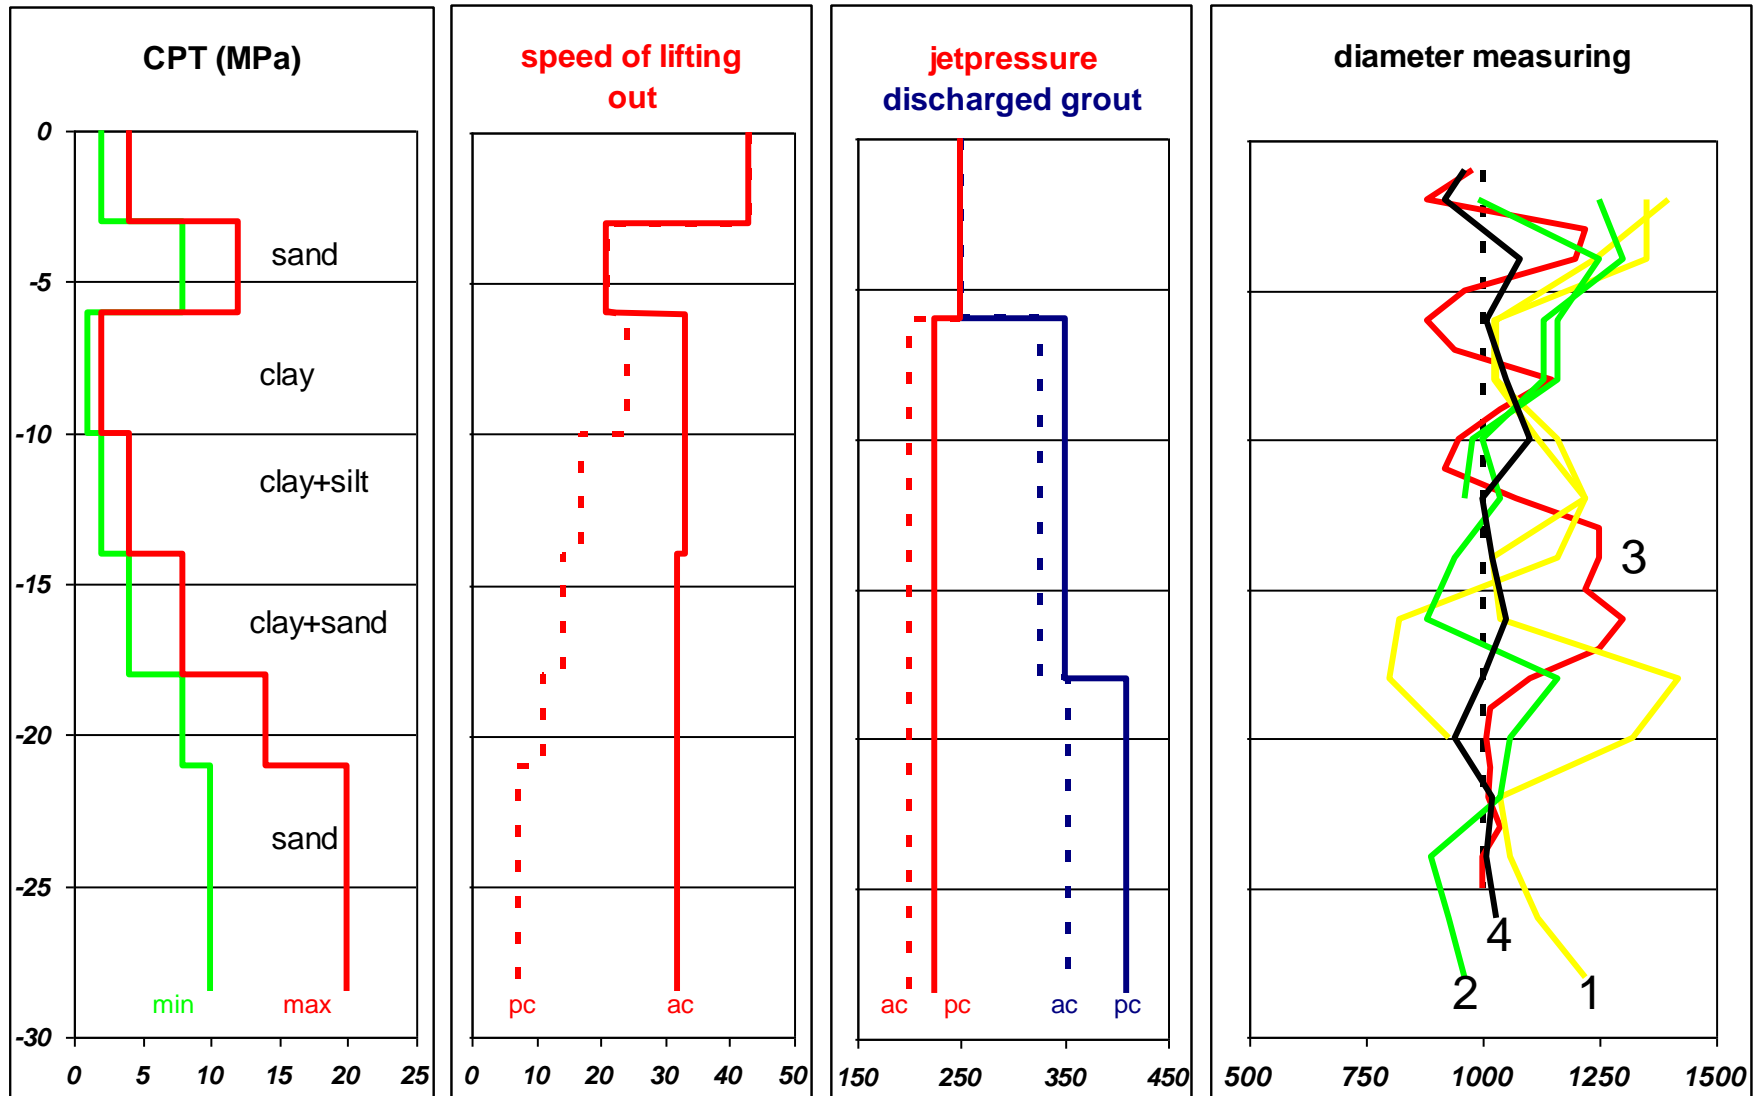 CPT (MPa)
0
-5
-10
-15
-20
-25
-30
sand
clay
clay+silt
clay+sand
sand
min
max
0 5 10 15 20 25
speed of lifting
out
pc
ac
0 10 20 30 40 50
jetpressure
discharged grout
ac
pc
ac
pc
150 250 350 450
diameter measuring
3
4
2
1
500 750 1000 1250 1500